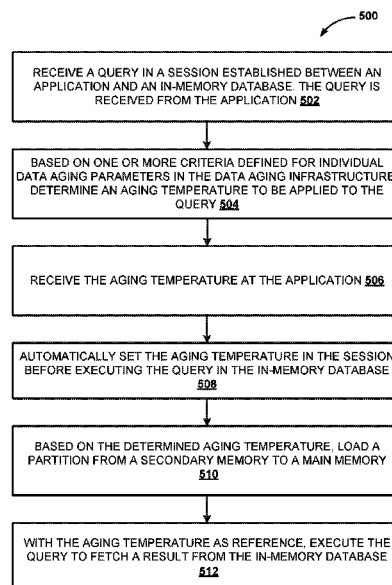 500
RECEIVE A QUERY IN A SESSION ESTABLISHED BETWEEN AN
APPLICATION AND AN IN-MEMORY DATABASE. THE QUERY IS
RECEIVED FROM THE APPLICATION 502
BASED ON ONE OR MORE CRITERIA DEFINED FOR INDIVIDUAL
DATA AGING PARAMETERS IN THE DATA AGING INFRASTRUCTURE
DETERMINE AN AGING TEMPERATURE TO BE APPLIED TO THE
QUERY 504
RECEIVE THE AGING TEMPERATURE AT THE APPLICATION 506
AUTOMATICALLY SET THE AGING TEMPERATURE IN THE SESSION
BEFORE EXECUTING THE QUERY IN THE IN-MEMORY DATABASE
508
BASED ON THE DETERMINED AGING TEMPERATURE, LOAD A
PARTITION FROM A SECONDARY MEMORY TO A MAIN MEMORY
510
WITH THE AGING TEMPERATURE AS REFERENCE, EXECUTE THE
QUERY TO FETCH A RESULT FROM THE IN-MEMORY DATABASE
512